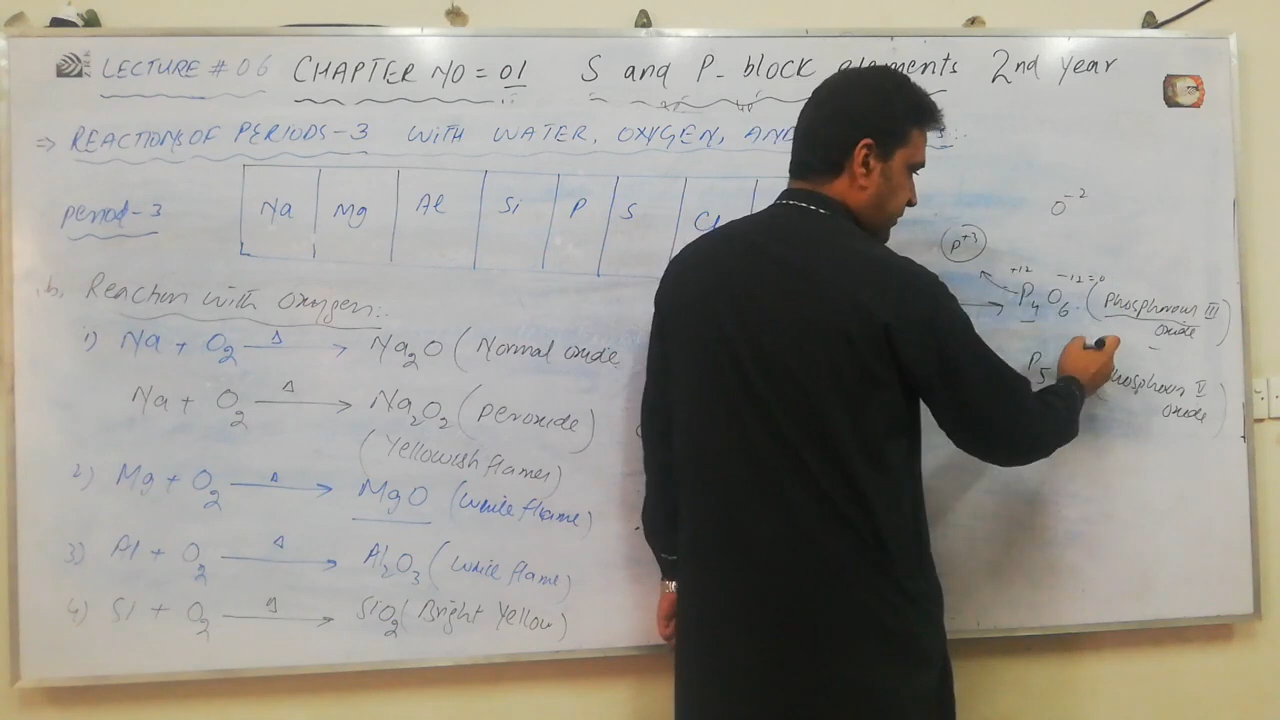 LECTURE # 06 CHAPTER NO = 01 S and P-block elements 2nd Year
⇒ REACTIONS OF PERIODS-3 WITH WATER, OXYGEN, AND
Period-3 Na Mg Al Si P S Cl
b. Reaction with Oxygen:
1) Na + O2 Δ→ Na2O (Normal oxide
Na + O2 Δ→ Na2O2 (Peroxide)
(Yellowish flames)
2) Mg + O2 Δ→ MgO (White flame)
3) Al + O2 Δ→ Al2O3 (White flame)
4) Si + O2 Δ→ SiO2 (Bright Yellow)
O-2
P+3
+12 -12=0
→ P4O6. (Phosphorous III
oxide)
P5
hosphorous V
oxide)